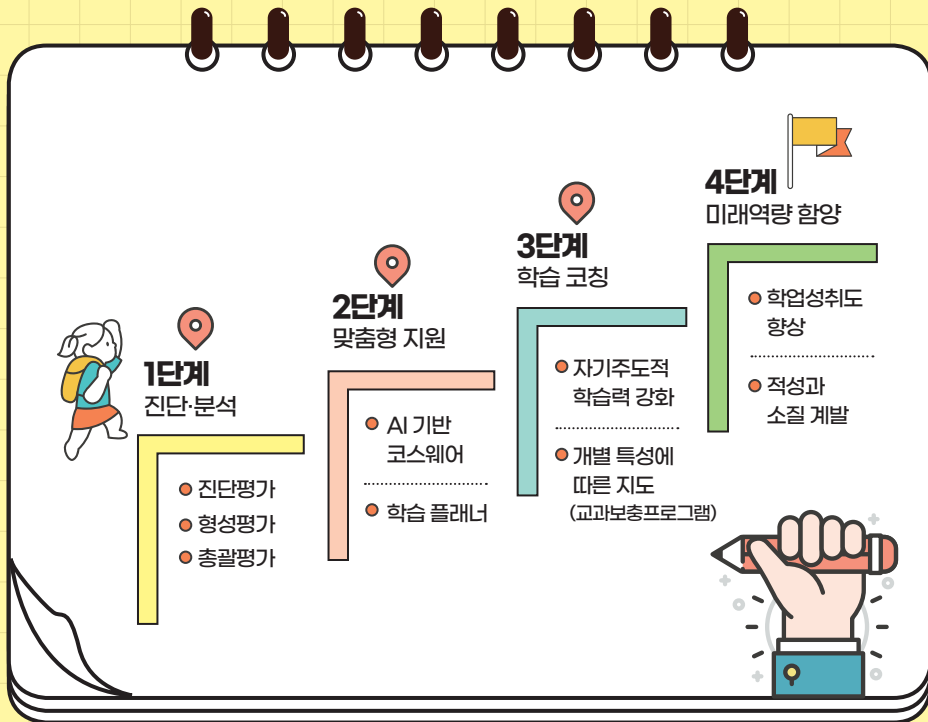 1단계
진단·분석
진단평가
형성평가
총괄평가
2단계
맞춤형 지원
AI 기반
코스웨어
학습 플래너
3단계
학습 코칭
자기주도적
학습력 강화
개별 특성에
따른 지도
(교과보충프로그램)
4단계
미래역량 함양
학업성취도
향상
적성과
소질 계발